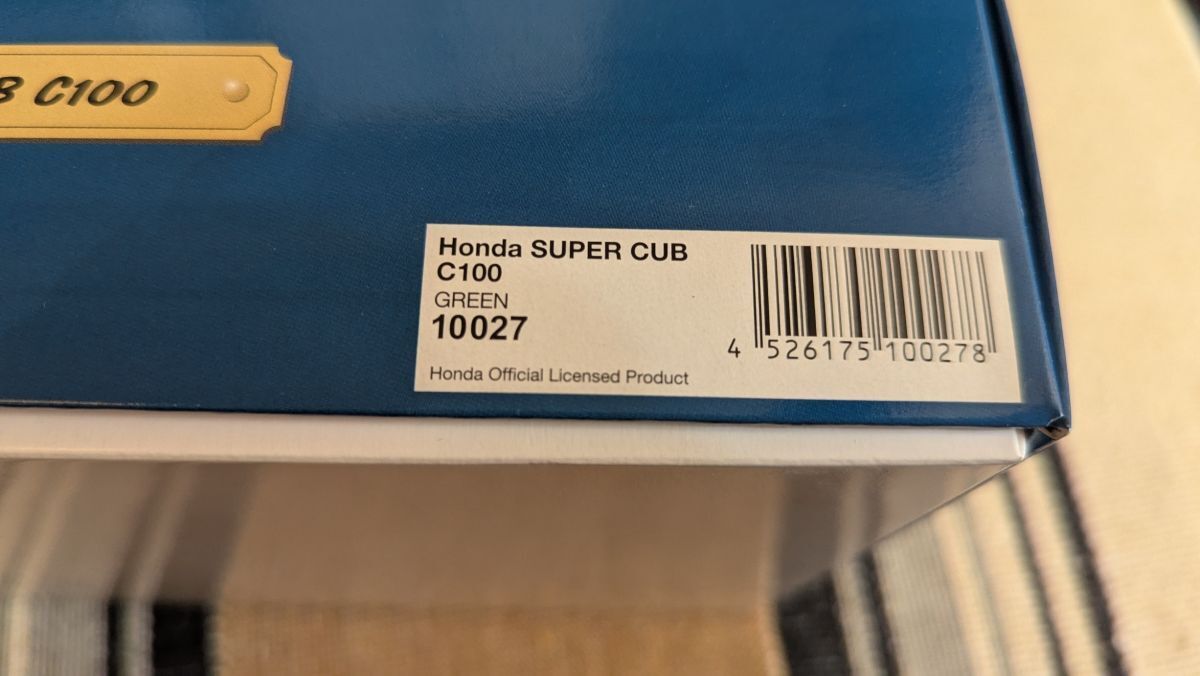 C100
Honda SUPER CUB
C100
GREEN
10027
Honda Official Licensed Product
4 526175 100278